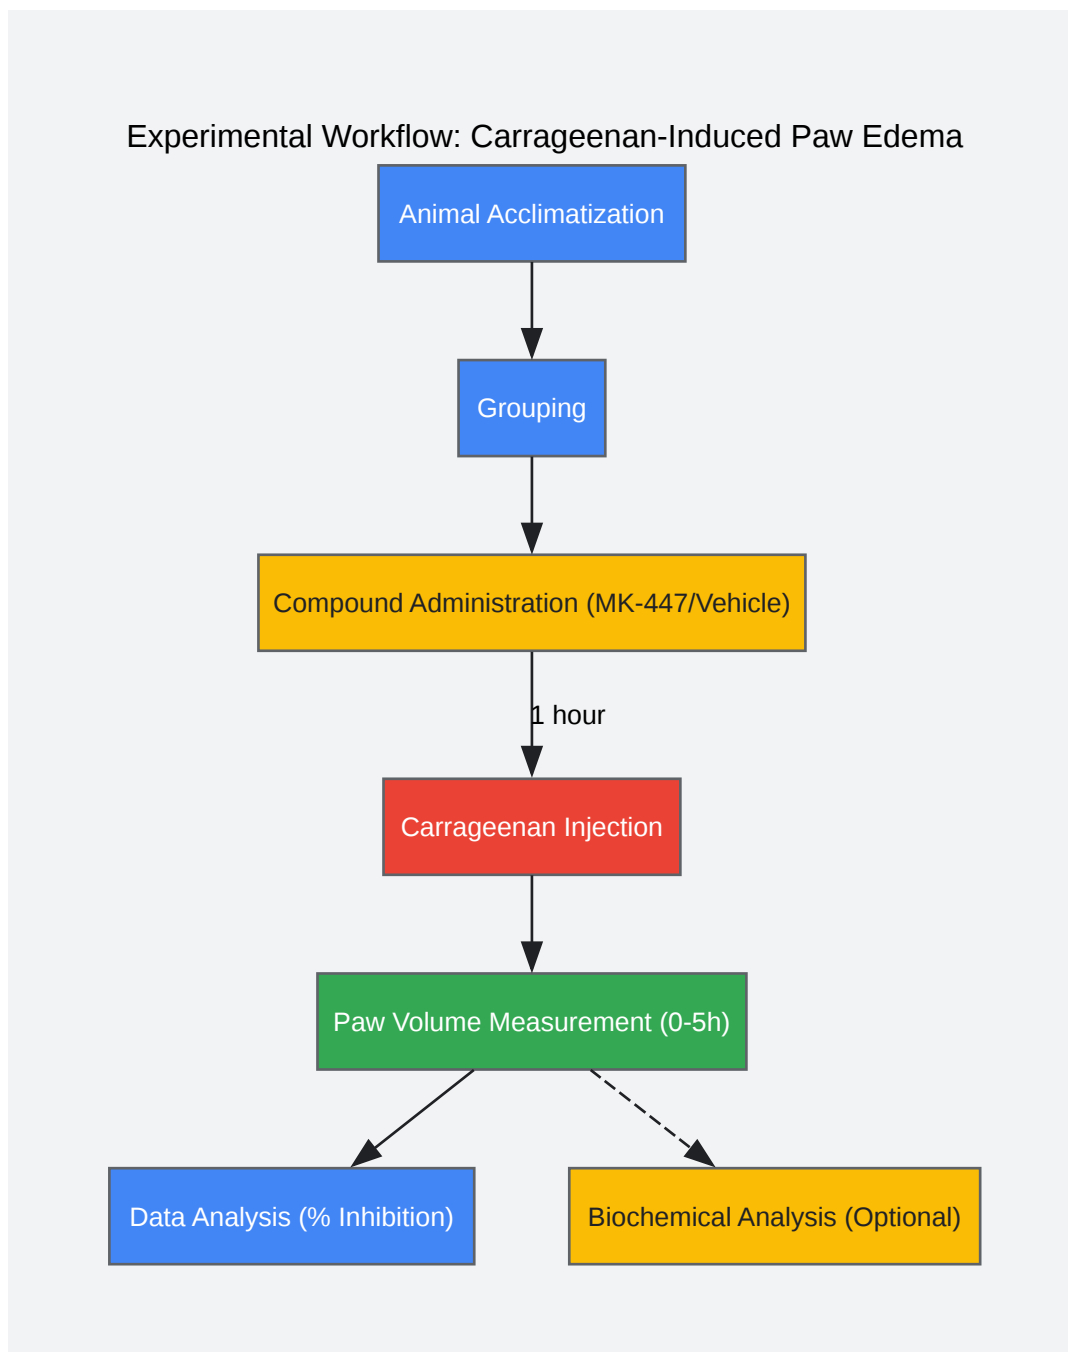 Experimental Workflow: Carrageenan-Induced Paw Edema
Animal Acclimatization
Grouping
Compound Administration (MK-447/Vehicle)
1 hour
Carrageenan Injection
Paw Volume Measurement (0-5h)
Data Analysis (% Inhibition)
Biochemical Analysis (Optional)